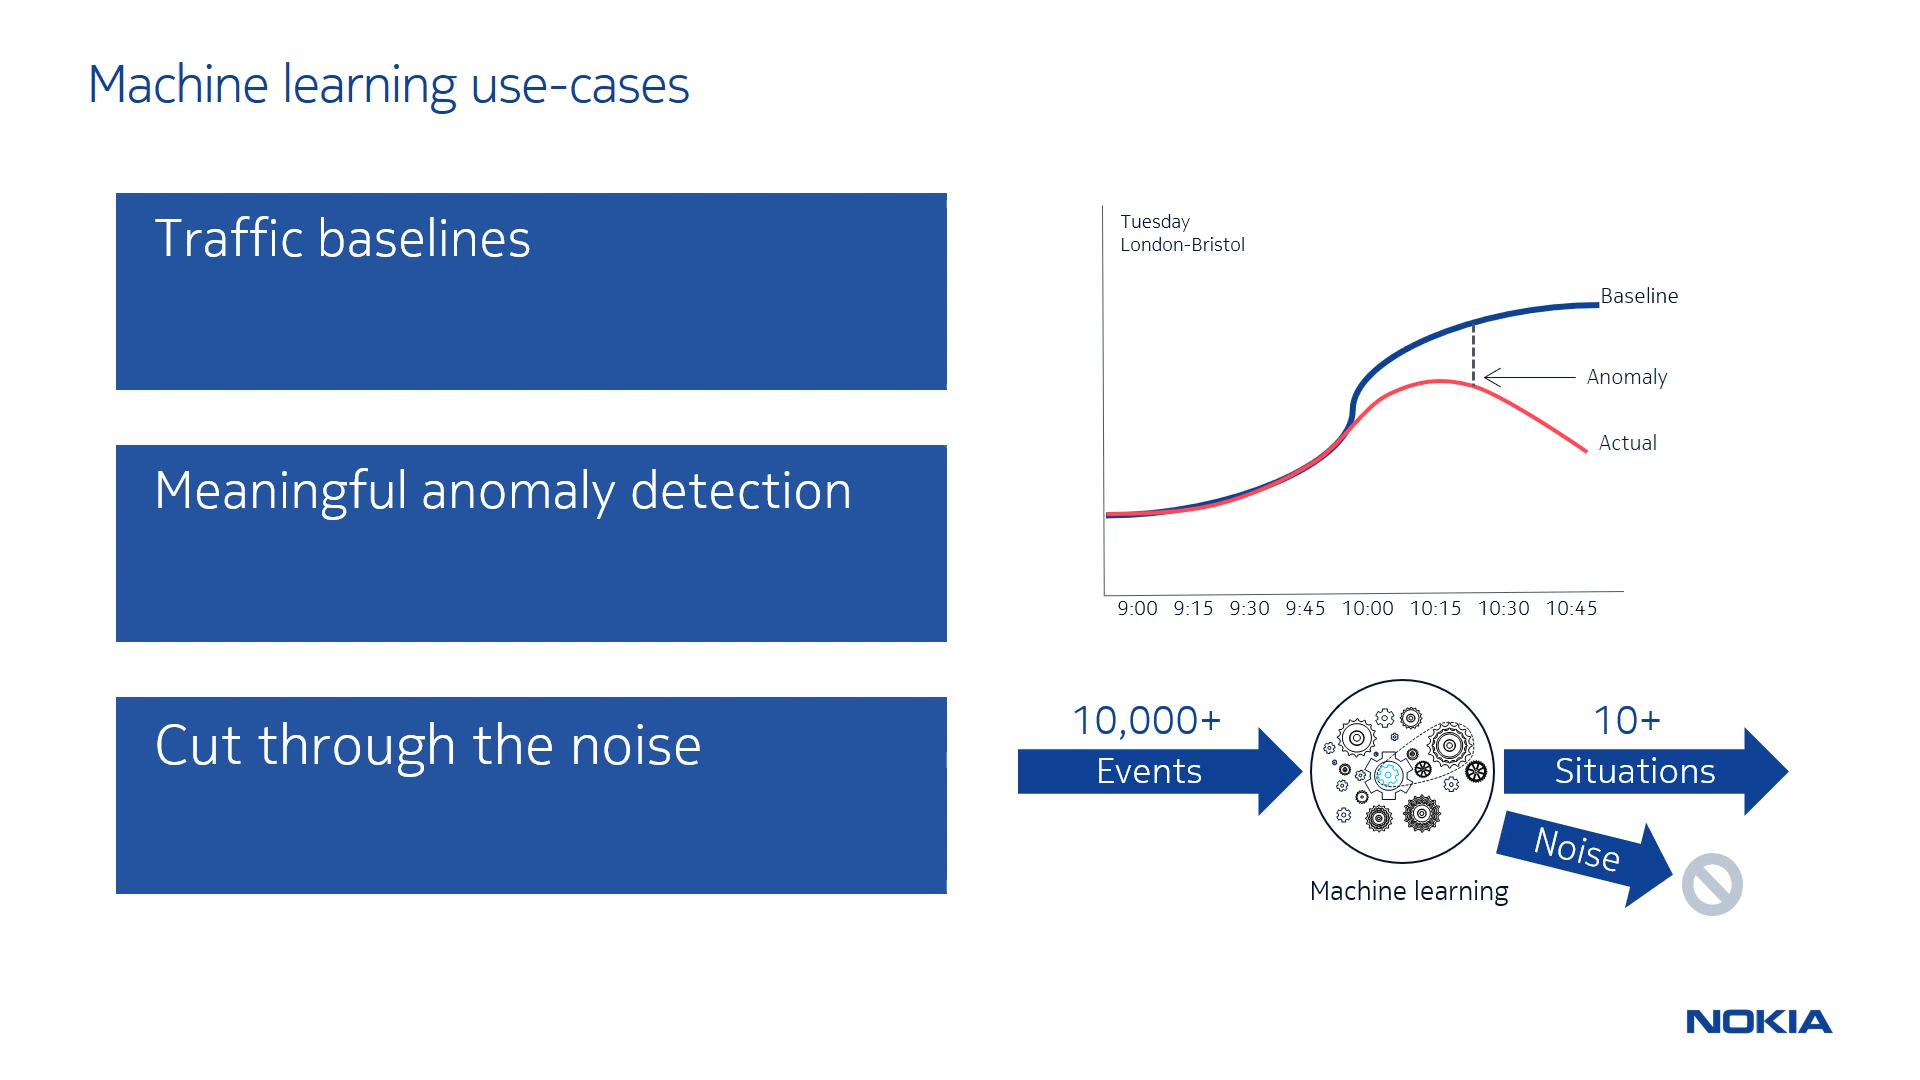 Machine learning use-cases
Traffic baselines
Meaningful anomaly detection
Cut through the noise
Tuesday
London-Bristol
Baseline
Anomaly
Actual
9:00 9:15 9:30 9:45 10:00 10:15 10:30 10:45
10,000+
Events
Machine learning
10+
Situations
Noise
NOKIA